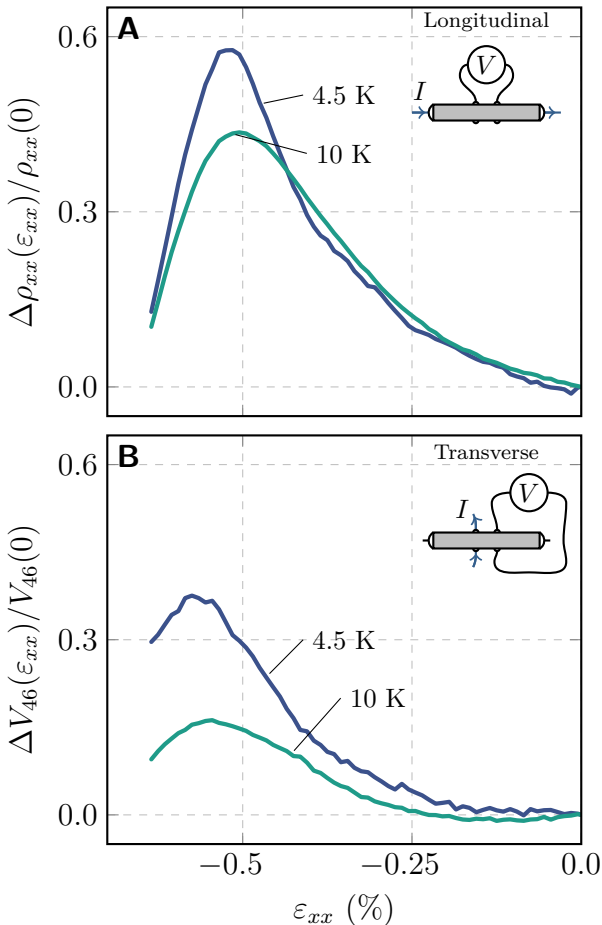 A
Longitudinal
0.6
0.3
0.0
Δρxx(εxx)/ρxx(0)
4.5 K
10 K
I
V
B
Transverse
0.6
0.3
0.0
ΔV46(εxx)/V46(0)
4.5 K
10 K
I
V
−0.5
−0.25
0.0
εxx (%)